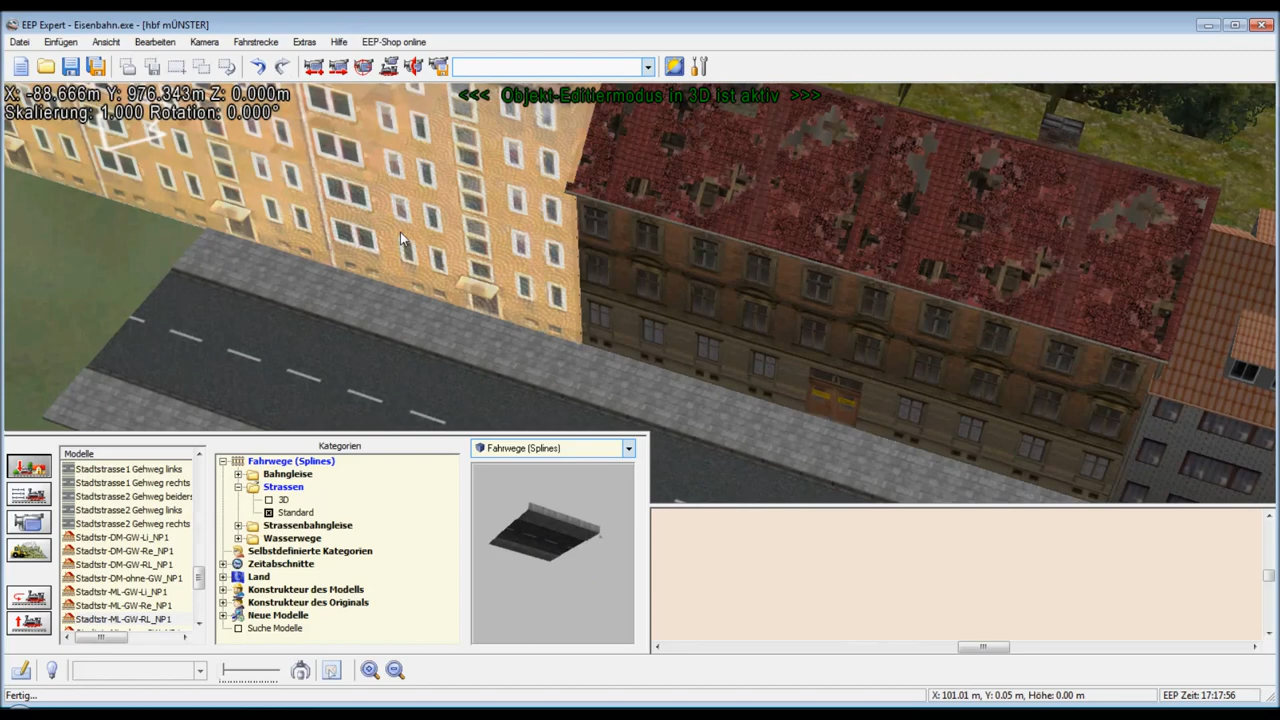 EEP Expert - Eisenbahn.exe - [hbf mÜNSTER]
Datei Einfügen Ansicht Bearbeiten Kamera Fahrstrecke Extras Hilfe EEP-Shop online
X: -88.666m Y: 976.343m Z: 0.000m
Skalierung: 1.000 Rotation: 0.000°
<<< Objekt-Editiermodus in 3D ist aktiv >>>
Modelle
Stadtstrasse1 Gehweg links
Stadtstrasse1 Gehweg rechts
Stadtstrasse2 Gehweg beiders
Stadtstrasse2 Gehweg links
Stadtstrasse2 Gehweg rechts
Stadtstr-DM-GW-Li_NP1
Stadtstr-DM-GW-Re_NP1
Stadtstr-DM-GW-RL_NP1
Stadtstr-DM-ohne-GW_NP1
Stadtstr-ML-GW-Li_NP1
Stadtstr-ML-GW-Re_NP1
Stadtstr-ML-GW-RL_NP1
Kategorien
Fahrwege (Splines)
Bahngleise
Strassen
3D
Standard
Strassenbahngleise
Wasserwege
Selbstdefinierte Kategorien
Zeitabschnitte
Land
Konstrukteur des Modells
Konstrukteur des Originals
Neue Modelle
Suche Modelle
Fahrwege (Splines)
Fertig...
X: 101.01 m, Y: 0.05 m, Höhe: 0.00 m
EEP Zeit: 17:17:56